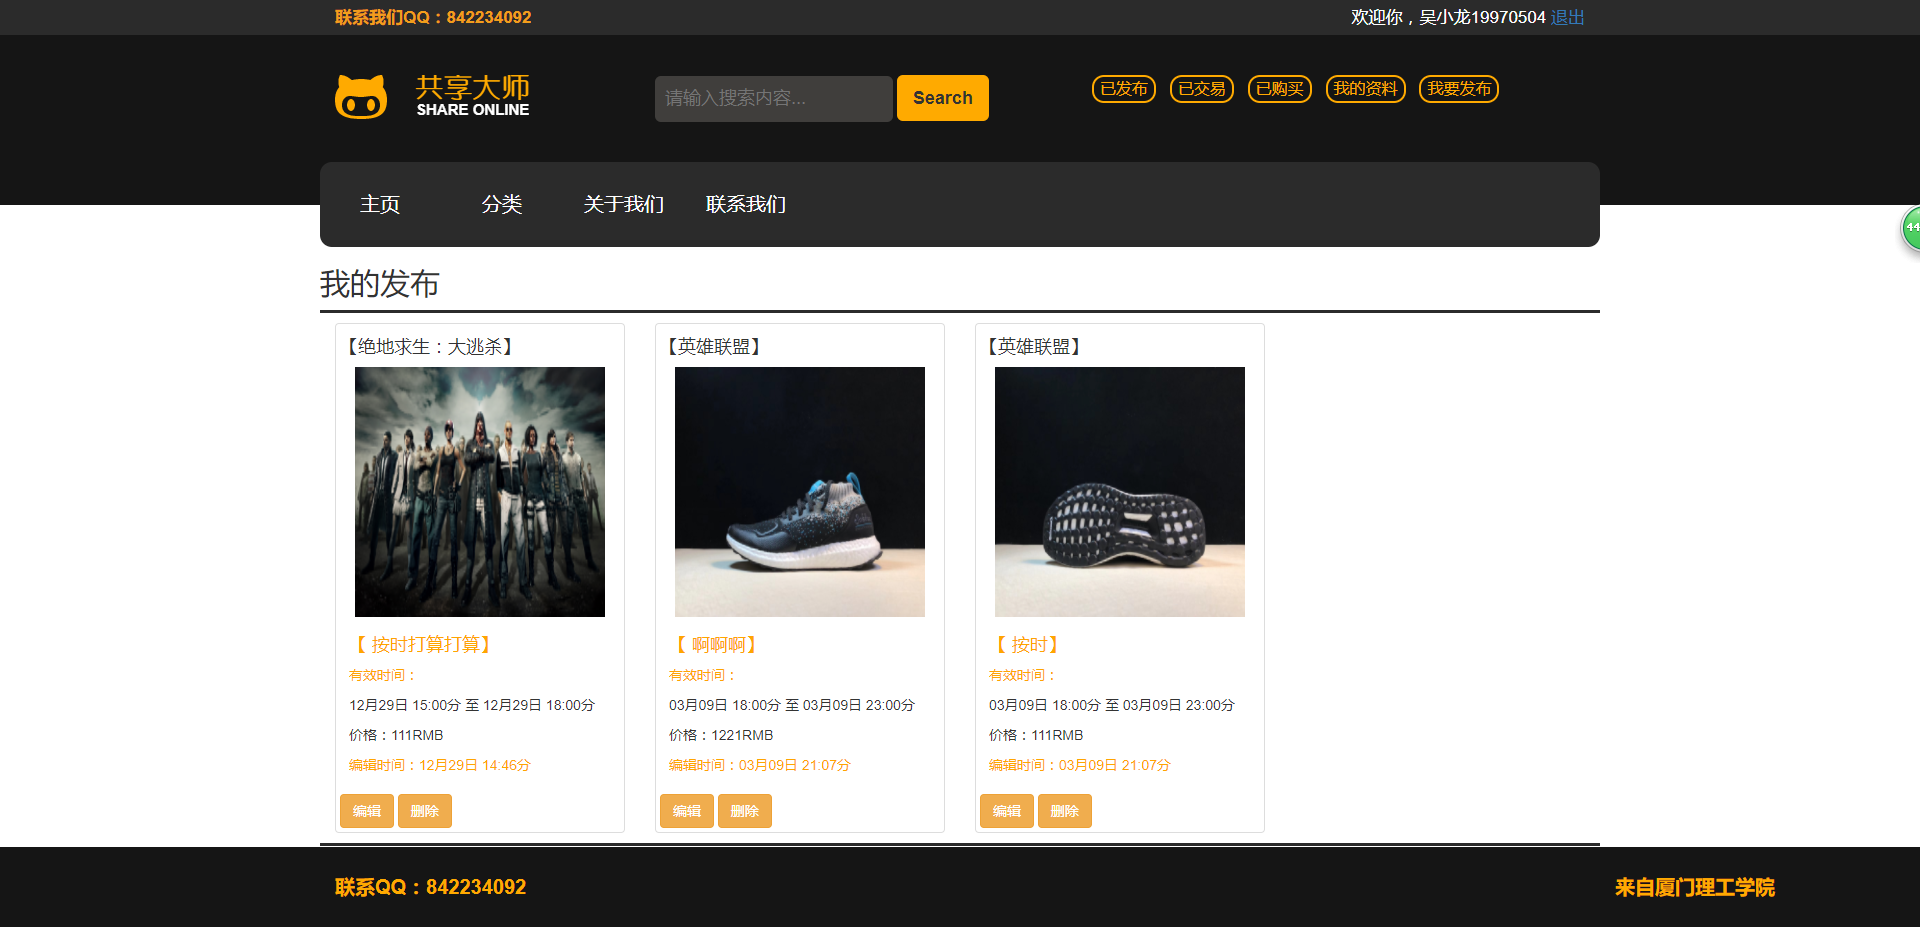 联系我们QQ：842234092
欢迎你，吴小龙19970504 退出
共享大师
SHARE ONLINE
请输入搜索内容...
Search
已发布
已交易
已购买
我的资料
我要发布
主页
分类
关于我们
联系我们
44
我的发布
【绝地求生：大逃杀】
【 按时打算打算】
有效时间：
12月29日 15:00分 至 12月29日 18:00分
价格：111RMB
编辑时间：12月29日 14:46分
编辑
删除
【英雄联盟】
【 啊啊啊】
有效时间：
03月09日 18:00分 至 03月09日 23:00分
价格：1221RMB
编辑时间：03月09日 21:07分
编辑
删除
【英雄联盟】
【 按时】
有效时间：
03月09日 18:00分 至 03月09日 23:00分
价格：111RMB
编辑时间：03月09日 21:07分
编辑
删除
联系QQ：842234092
来自厦门理工学院